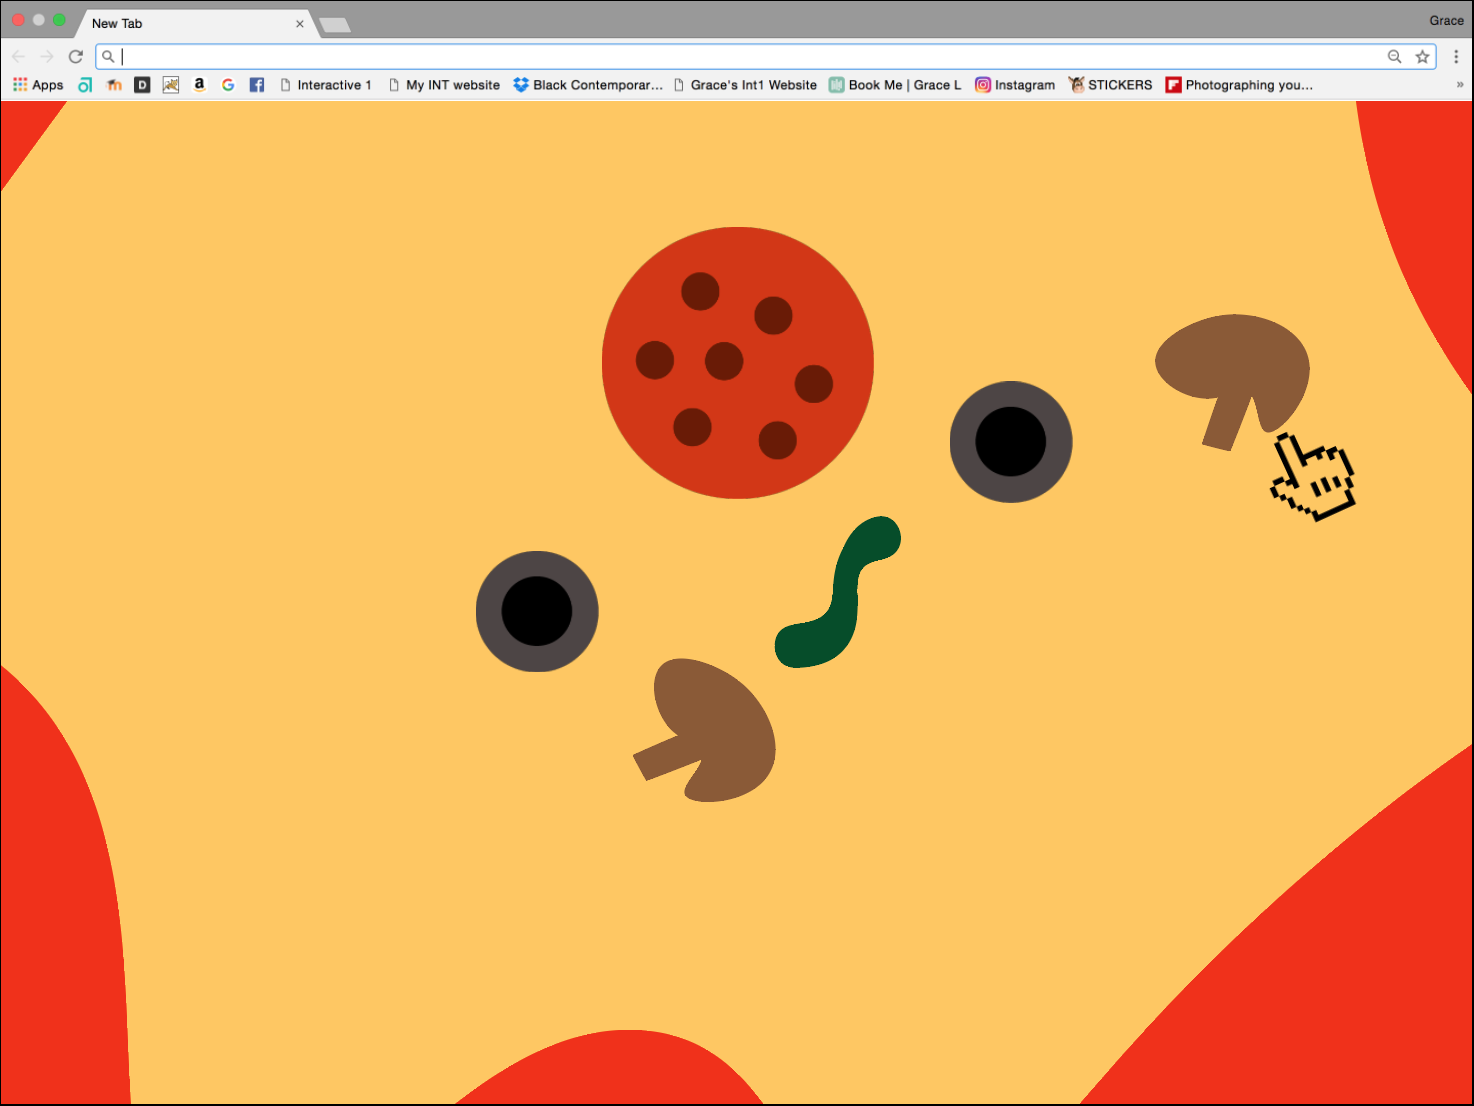 New Tab
Grace
Apps D a G f Interactive 1 My INT website Black Contemporar... Grace's Int1 Website Book Me | Grace L Instagram STICKERS Photographing you... »